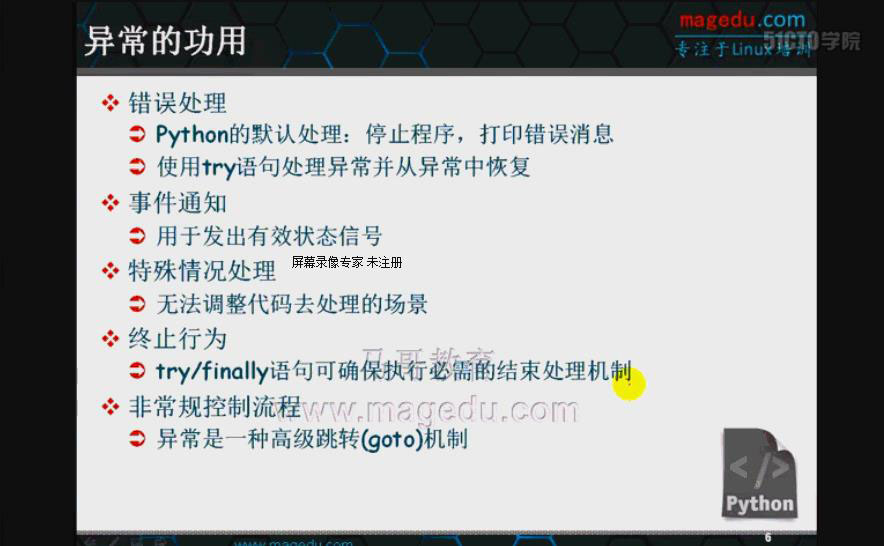 magedu.com
异常的功用
专注于Linux培训
51CTO学院
错误处理
Python的默认处理：停止程序，打印错误消息
使用try语句处理异常并从异常中恢复
事件通知
用于发出有效状态信号
特殊情况处理
屏幕录像专家 未注册
无法调整代码去处理的场景
终止行为
马哥教育
try/finally语句可确保执行必需的结束处理机制
非常规控制流程
www.magedu.com
异常是一种高级跳转(goto)机制
</>
Python
6
www.magedu.com